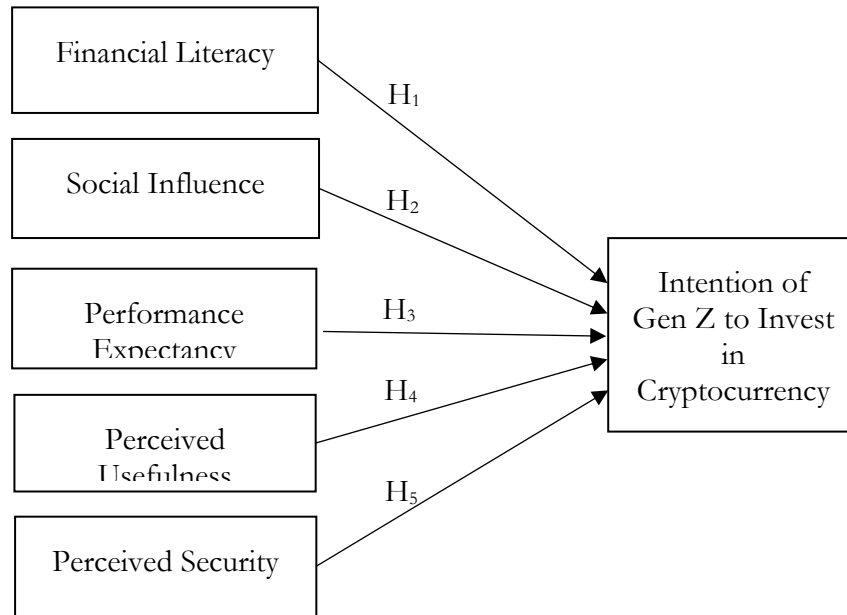 Financial Literacy
H₁
Social Influence
H₂
Performance
Expectancy
H₃
Intention of
Gen Z to Invest
in
Cryptocurrency
Perceived
Usefulness
H₄
H₅
Perceived Security